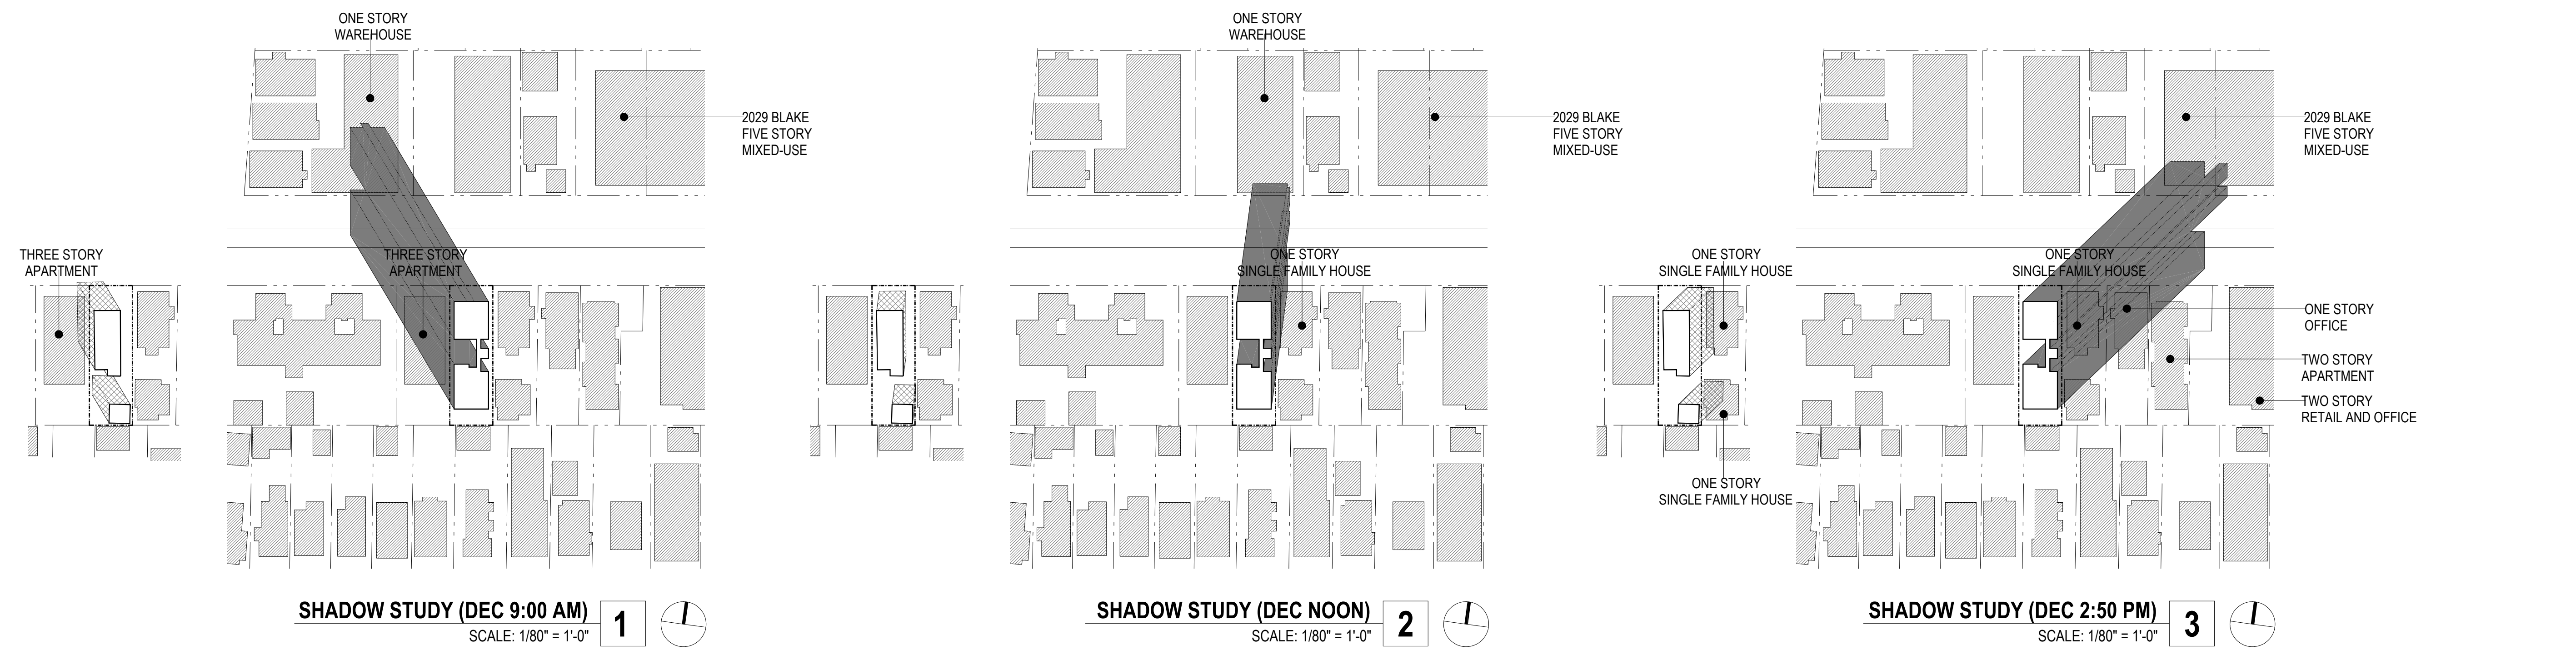 ONE STORY
WAREHOUSE
2029 BLAKE
FIVE STORY
MIXED-USE
THREE STORY
APARTMENT
THREE STORY
APARTMENT
SHADOW STUDY (DEC 9:00 AM)
SCALE: 1/80" = 1'-0"
1
ONE STORY
WAREHOUSE
2029 BLAKE
FIVE STORY
MIXED-USE
ONE STORY
SINGLE FAMILY HOUSE
SHADOW STUDY (DEC NOON)
SCALE: 1/80" = 1'-0"
2
2029 BLAKE
FIVE STORY
MIXED-USE
ONE STORY
SINGLE FAMILY HOUSE
ONE STORY
SINGLE FAMILY HOUSE
ONE STORY
SINGLE FAMILY HOUSE
ONE STORY
OFFICE
TWO STORY
APARTMENT
TWO STORY
RETAIL AND OFFICE
SHADOW STUDY (DEC 2:50 PM)
SCALE: 1/80" = 1'-0"
3